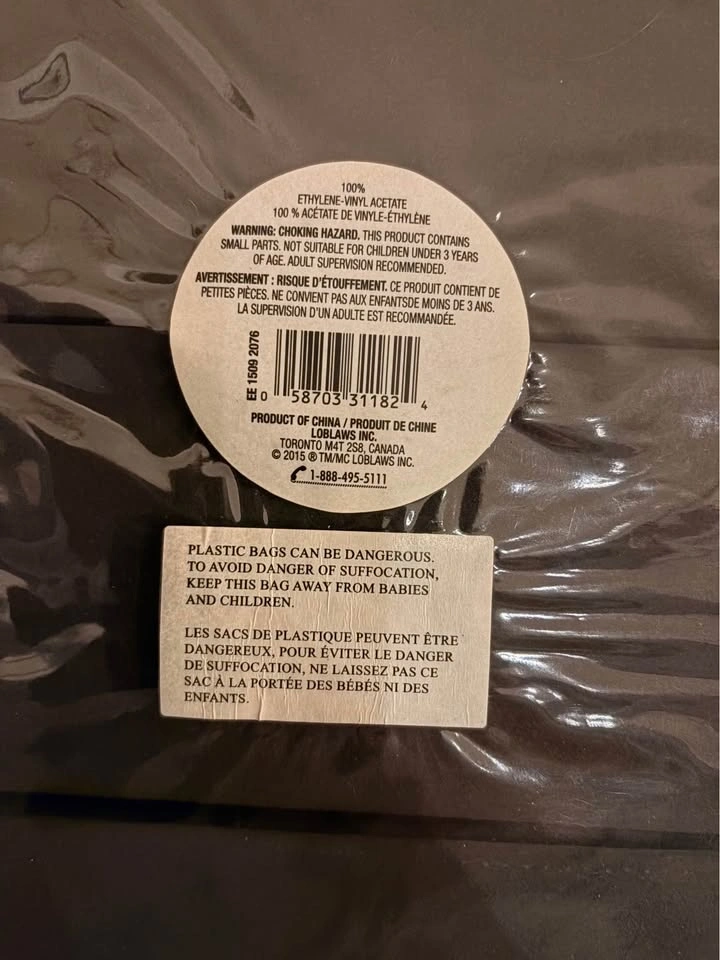 100%
ETHYLENE-VINYL ACETATE
100 % ACÉTATE DE VINYLE-ÉTHYLÈNE
WARNING: CHOKING HAZARD. THIS PRODUCT CONTAINS
SMALL PARTS. NOT SUITABLE FOR CHILDREN UNDER 3 YEARS
OF AGE. ADULT SUPERVISION RECOMMENDED.
AVERTISSEMENT : RISQUE D'ÉTOUFFEMENT. CE PRODUIT CONTIENT DE
PETITES PIÈCES. NE CONVIENT PAS AUX ENFANTSDE MOINS DE 3 ANS.
LA SUPERVISION D'UN ADULTE EST RECOMMANDÉE.
EE 1509 2076
0 58703 31182 4
PRODUCT OF CHINA / PRODUIT DE CHINE
LOBLAWS INC.
TORONTO M4T 2S8, CANADA
© 2015 ® TM/MC LOBLAWS INC.
1-888-495-5111
PLASTIC BAGS CAN BE DANGEROUS.
TO AVOID DANGER OF SUFFOCATION,
KEEP THIS BAG AWAY FROM BABIES
AND CHILDREN.
LES SACS DE PLASTIQUE PEUVENT ÊTRE
DANGEREUX, POUR ÉVITER LE DANGER
DE SUFFOCATION, NE LAISSEZ PAS CE
SAC À LA PORTÉE DES BÉBÉS NI DES
ENFANTS.